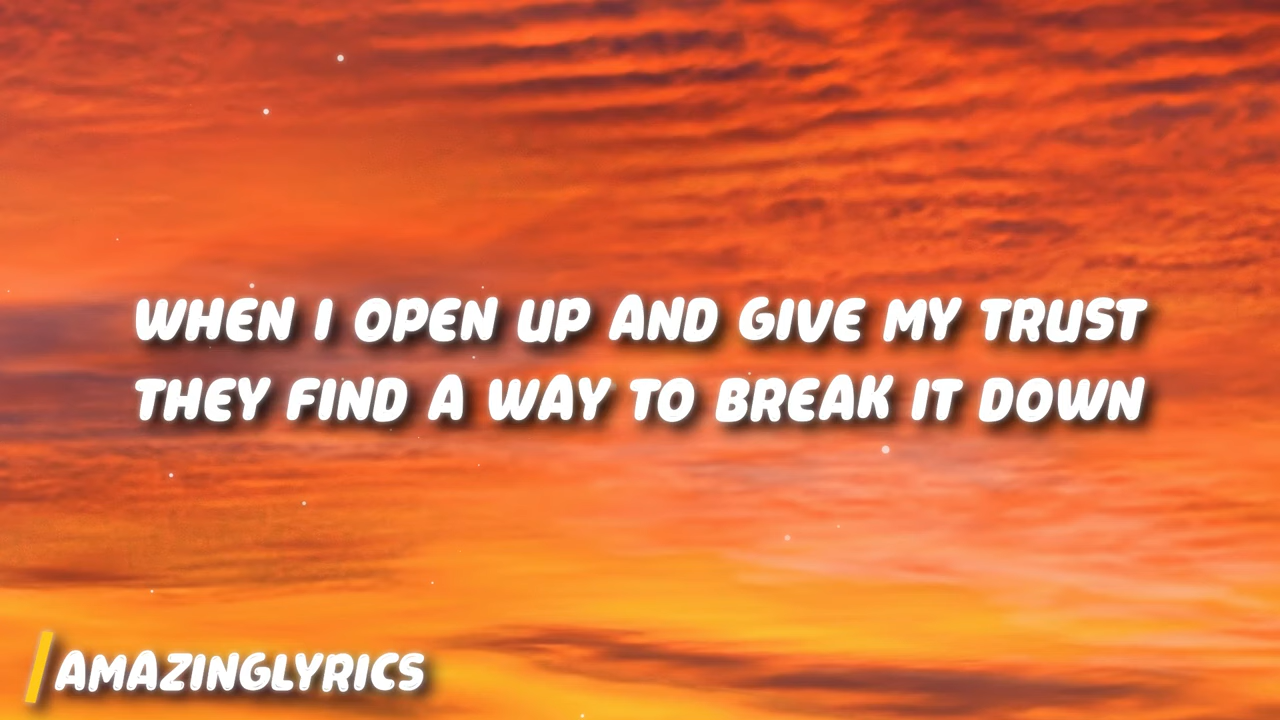 WHEN I OPEN UP AND GIVE MY TRUST
THEY FIND A WAY TO BREAK IT DOWN
AMAZINGLYRICS